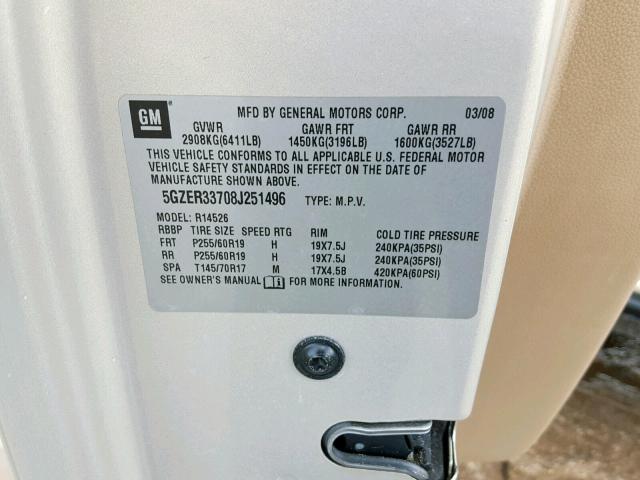 GM
MFD BY GENERAL MOTORS CORP. 03/08
GVWR GAWR FRT GAWR RR
2908KG(6411LB) 1450KG(3196LB) 1600KG(3527LB)
THIS VEHICLE CONFORMS TO ALL APPLICABLE U.S. FEDERAL MOTOR
VEHICLE SAFETY STANDARDS IN EFFECT ON THE DATE OF
MANUFACTURE SHOWN ABOVE.
5GZER33708J251496 TYPE: M.P.V.
MODEL: R14526
RBBP TIRE SIZE SPEED RTG RIM COLD TIRE PRESSURE
FRT P255/60R19 H 19X7.5J 240KPA(35PSI)
RR P255/60R19 H 19X7.5J 240KPA(35PSI)
SPA T145/70R17 M 17X4.5B 420KPA(60PSI)
SEE OWNER'S MANUAL FOR MORE INFORMATION.